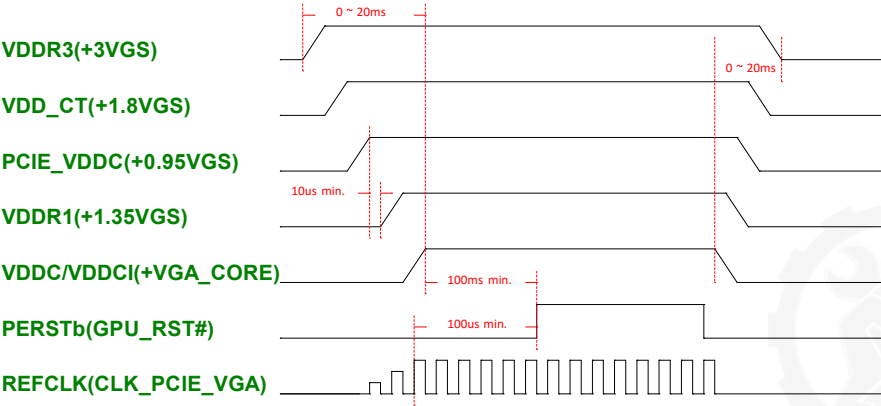 0 ~ 20ms
VDDR3(+3VGS)
0 ~ 20ms
VDD_CT(+1.8VGS)
PCIE_VDDC(+0.95VGS)
10us min.
VDDR1(+1.35VGS)
VDDC/VDDCI(+VGA_CORE)
100ms min.
PERSTb(GPU_RST#)
100us min.
REFCLK(CLK_PCIE_VGA)